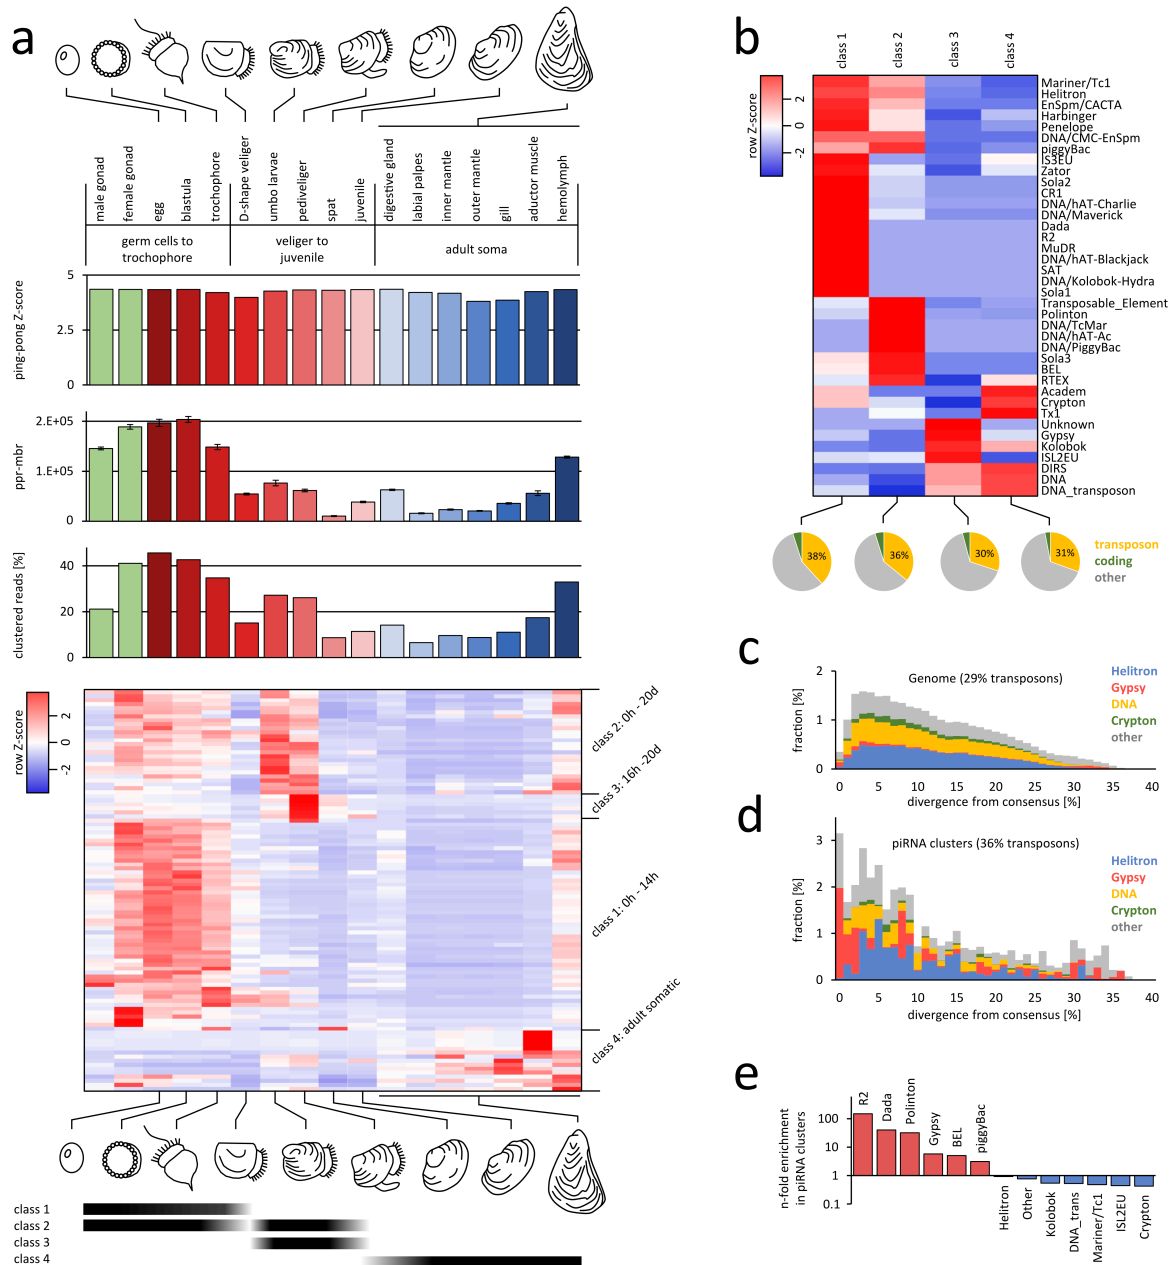 a
male gonad
female gonad
egg
blastula
trochophore
D-shape veliger
umbo larvae
pediveliger
spat
juvenile
digestive gland
labial palpes
inner mantle
outer mantle
gill
aductor muscle
hemolymph
germ cells to
trochophore
veliger to
juvenile
adult soma
ping-pong Z-score
5
2.5
0
ppr-mbr
2.E+05
1.E+05
0
clustered reads [%]
40
20
0
row Z-score
2
0
-2
class 2: 0h - 20d
class 3: 16h -20d
class 1: 0h - 14h
class 4: adult somatic
class 1
class 2
class 3
class 4
b
class 1
class 2
class 3
class 4
row Z-score
2
0
-2
Mariner/Tc1
Helitron
EnSpm/CACTA
Harbinger
Penelope
DNA/CMC-EnSpm
piggyBac
IS3EU
Zator
Sola2
CR1
DNA/hAT-Charlie
DNA/Maverick
Dada
R2
MuDR
DNA/hAT-Blackjack
SAT
DNA/Kolobok-Hydra
Sola1
Transposable_Element
Polinton
DNA/TcMar
DNA/hAT-Ac
DNA/PiggyBac
Sola3
BEL
RTEX
Academ
Crypton
Tx1
Unknown
Gypsy
Kolobok
ISL2EU
DIRS
DNA
DNA_transposon
38%
36%
30%
31%
transposon
coding
other
c
Genome (29% transposons)
fraction [%]
2
1
0
Helitron
Gypsy
DNA
Crypton
other
0 5 10 15 20 25 30 35 40
divergence from consensus [%]
d
piRNA clusters (36% transposons)
fraction [%]
3
2
1
0
Helitron
Gypsy
DNA
Crypton
other
0 5 10 15 20 25 30 35 40
divergence from consensus [%]
e
n-fold enrichment
in piRNA clusters
100
10
1
0.1
R2
Dada
Polinton
Gypsy
BEL
piggyBac
Helitron
Other
Kolobok
DNA_trans
Mariner/Tc1
ISL2EU
Crypton